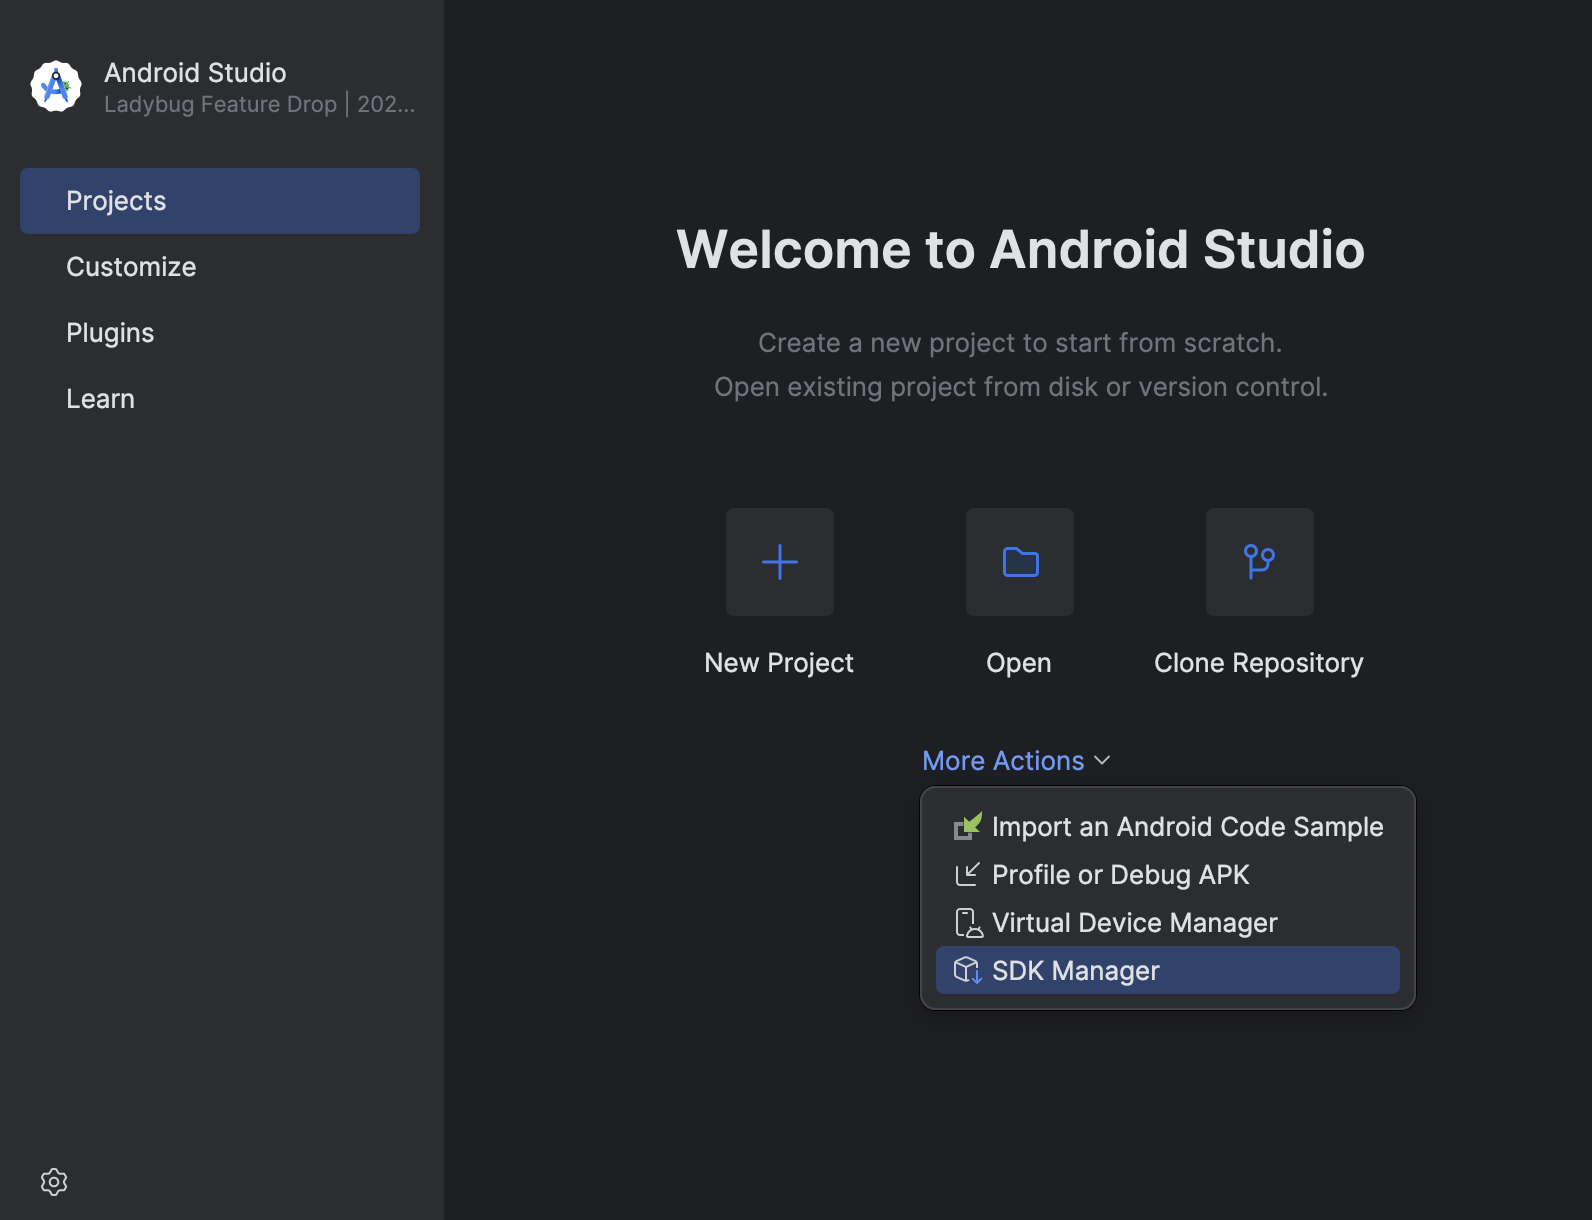 Android Studio
Ladybug Feature Drop | 202...
Projects
Customize
Plugins
Learn
Welcome to Android Studio
Create a new project to start from scratch.
Open existing project from disk or version control.
New Project
Open
Clone Repository
More Actions
Import an Android Code Sample
Profile or Debug APK
Virtual Device Manager
SDK Manager